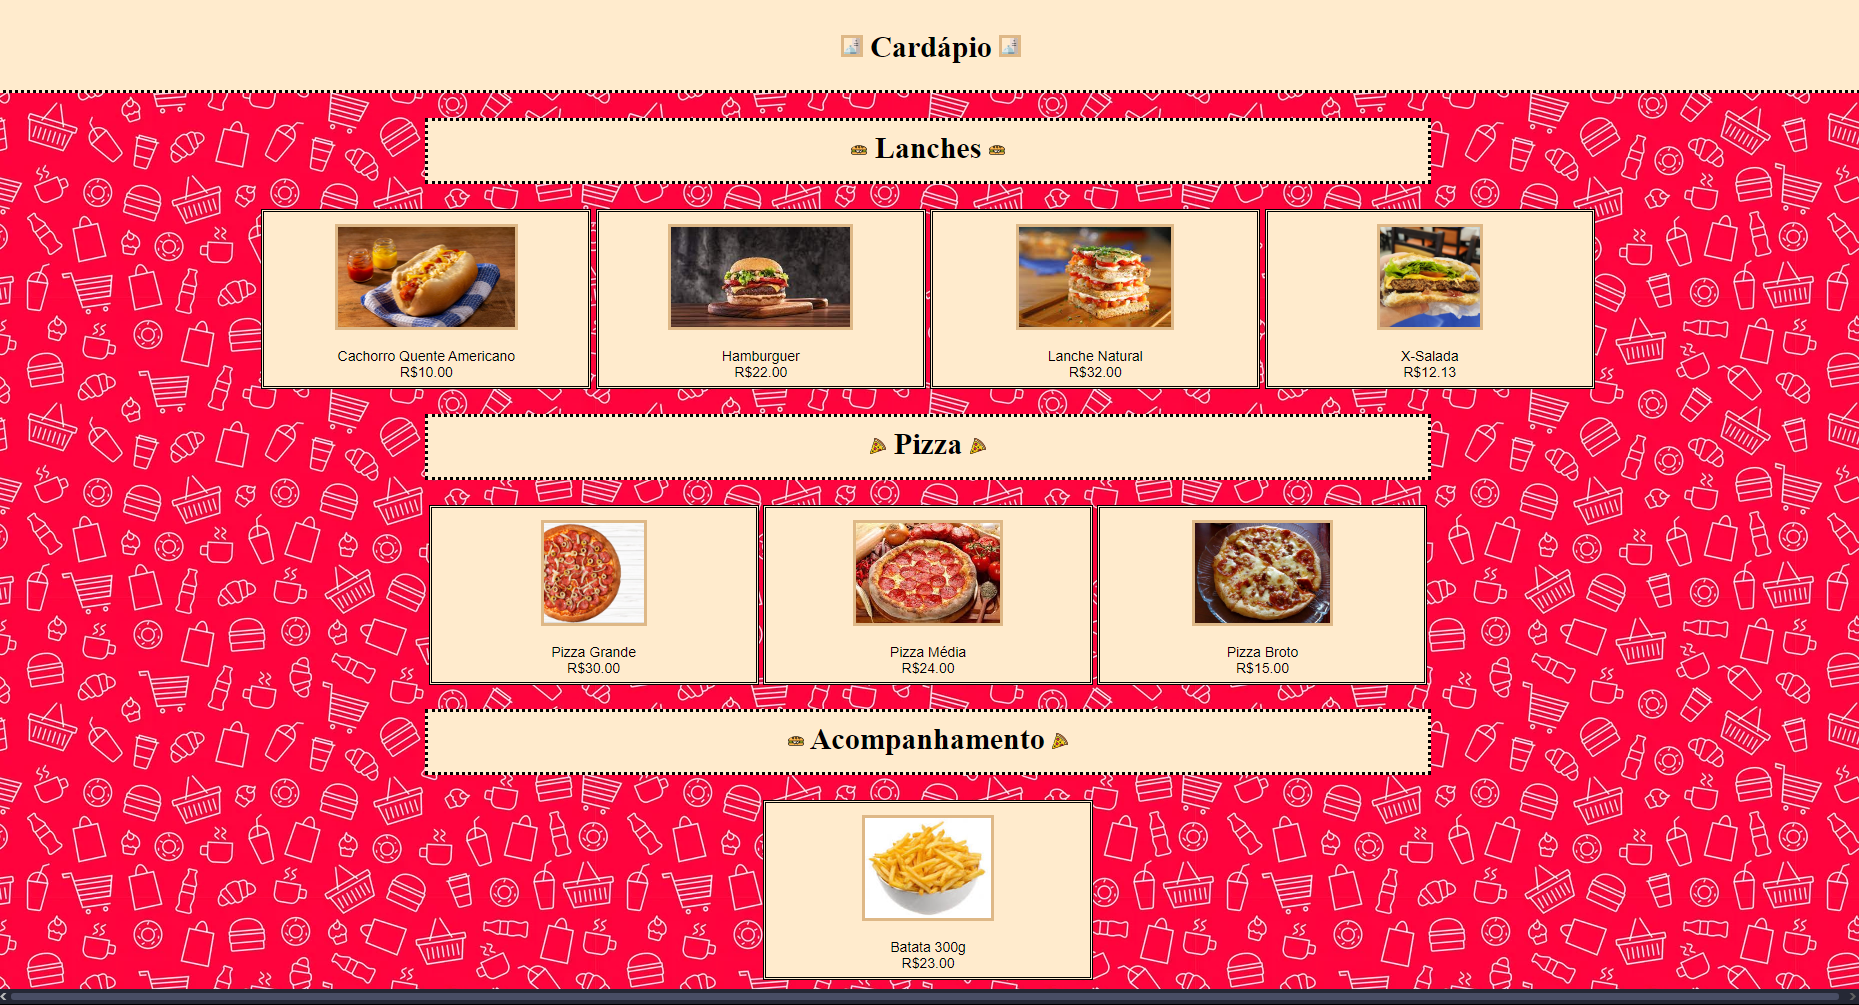 Cardápio
Lanches
Cachorro Quente Americano
R$10.00
Hamburguer
R$22.00
Lanche Natural
R$32.00
X-Salada
R$12.13
Pizza
Pizza Grande
R$30.00
Pizza Média
R$24.00
Pizza Broto
R$15.00
Acompanhamento
Batata 300g
R$23.00